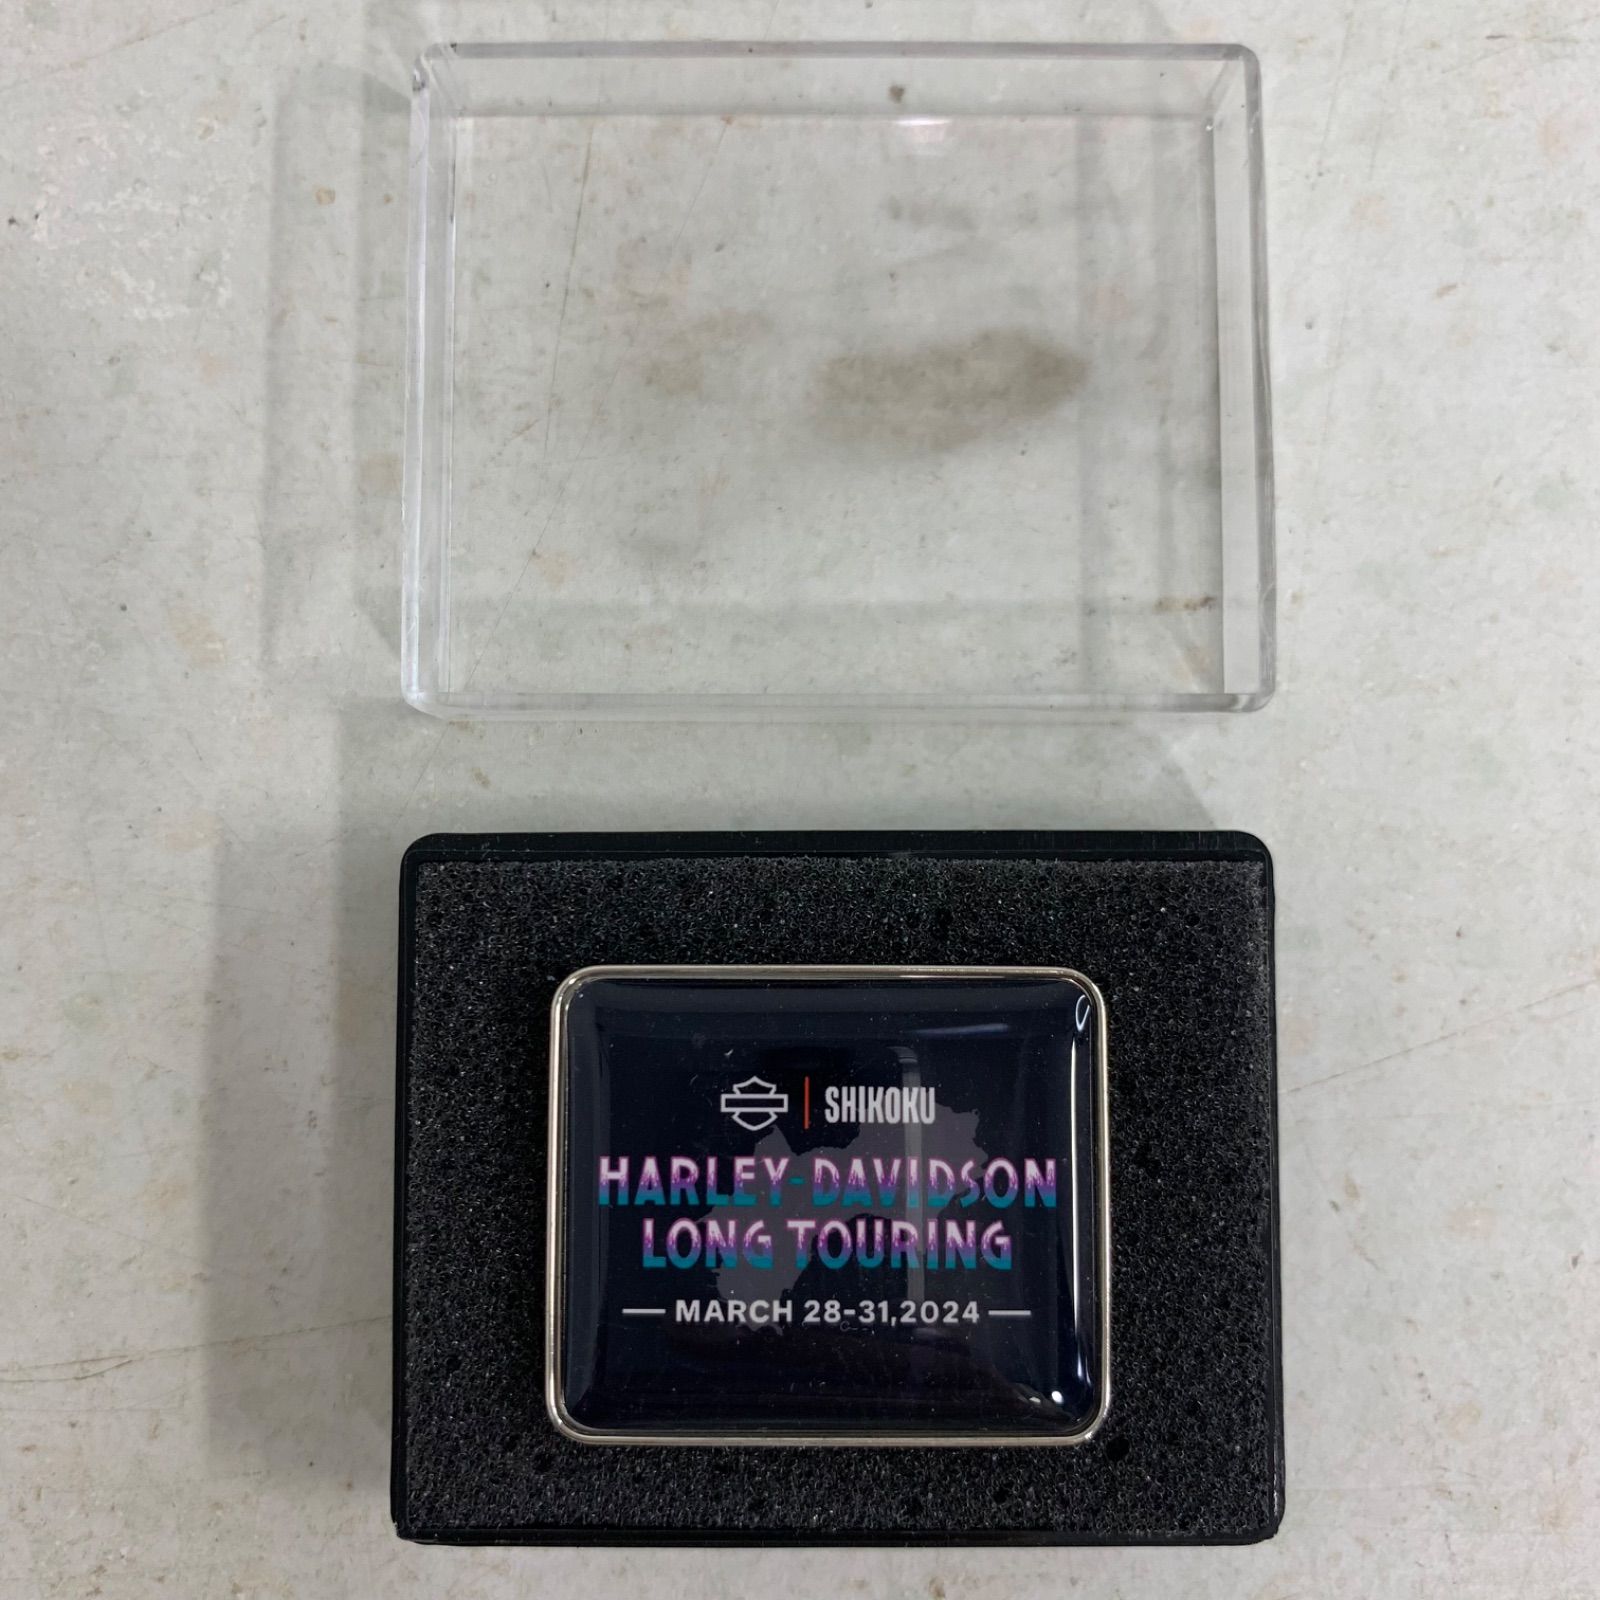 SHIKOKU
HARLEY-DAVIDSON
LONG TOURING
MARCH 28-31,2024